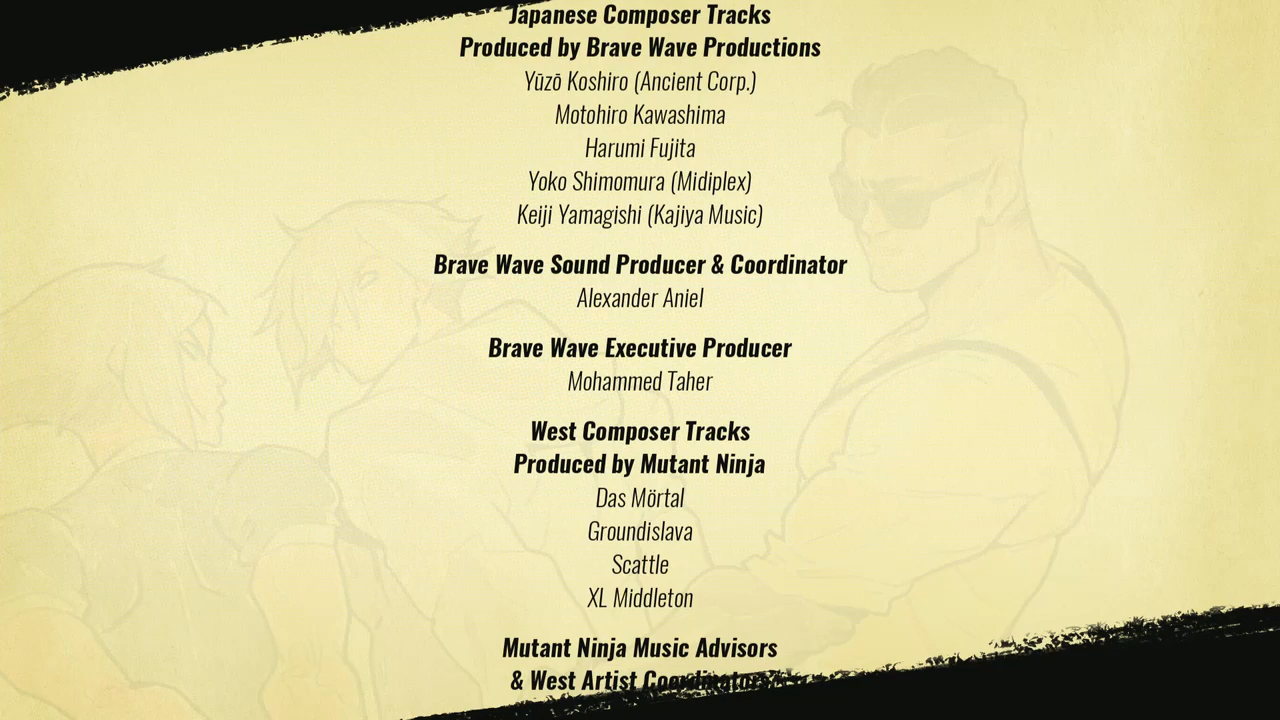 Japanese Composer Tracks
Produced by Brave Wave Productions
Yūzō Koshiro (Ancient Corp.)
Motohiro Kawashima
Harumi Fujita
Yoko Shimomura (Midiplex)
Keiji Yamagishi (Kajiya Music)
Brave Wave Sound Producer & Coordinator
Alexander Aniel
Brave Wave Executive Producer
Mohammed Taher
West Composer Tracks
Produced by Mutant Ninja
Das Mörtal
Groundislava
Scattle
XL Middleton
Mutant Ninja Music Advisors
& West Artist Coordinators